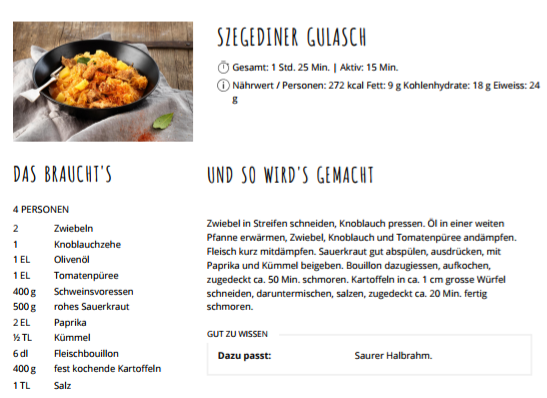 SZEGEDINER GULASCH
Gesamt: 1 Std. 25 Min. | Aktiv: 15 Min.
Nährwert / Personen: 272 kcal Fett: 9 g Kohlenhydrate: 18 g Eiweiss: 24
g
DAS BRAUCHT'S
4 PERSONEN
2 Zwiebeln
1 Knoblauchzehe
1 EL Olivenöl
1 EL Tomatenpüree
400 g Schweinsvoressen
500 g rohes Sauerkraut
2 EL Paprika
½ TL Kümmel
6 dl Fleischbouillon
400 g fest kochende Kartoffeln
1 TL Salz
UND SO WIRD'S GEMACHT
Zwiebel in Streifen schneiden, Knoblauch pressen. Öl in einer weiten
Pfanne erwärmen, Zwiebel, Knoblauch und Tomatenpüree andämpfen.
Fleisch kurz mitdämpfen. Sauerkraut gut abspülen, ausdrücken, mit
Paprika und Kümmel beigeben. Bouillon dazugiessen, aufkochen,
zugedeckt ca. 50 Min. schmoren. Kartoffeln in ca. 1 cm grosse Würfel
schneiden, daruntermischen, salzen, zugedeckt ca. 20 Min. fertig
schmoren.
GUT ZU WISSEN
Dazu passt: Saurer Halbrahm.